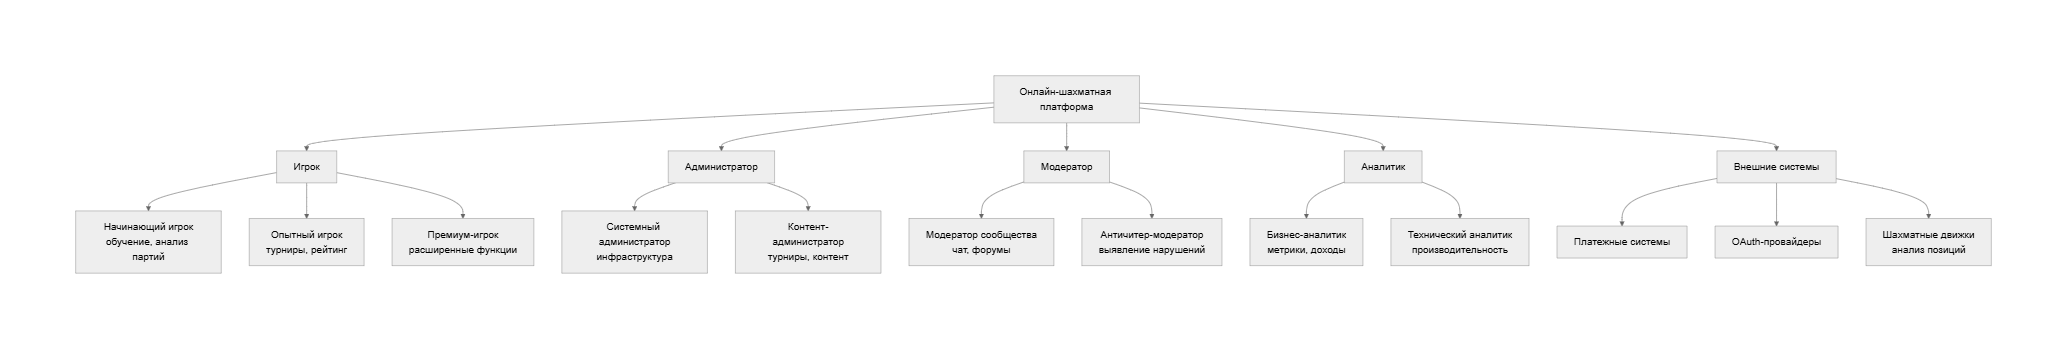 Онлайн-шахматная
платформа
Игрок
Администратор
Модератор
Аналитик
Внешние системы
Начинающий игрок
обучение, анализ
партий
Опытный игрок
турниры, рейтинг
Премиум-игрок
расширенные функции
Системный
администратор
инфраструктура
Контент-
администратор
турниры, контент
Модератор сообщества
чат, форумы
Античитер-модератор
выявление нарушений
Бизнес-аналитик
метрики, доходы
Технический аналитик
производительность
Платежные системы
OAuth-провайдеры
Шахматные движки
анализ позиций